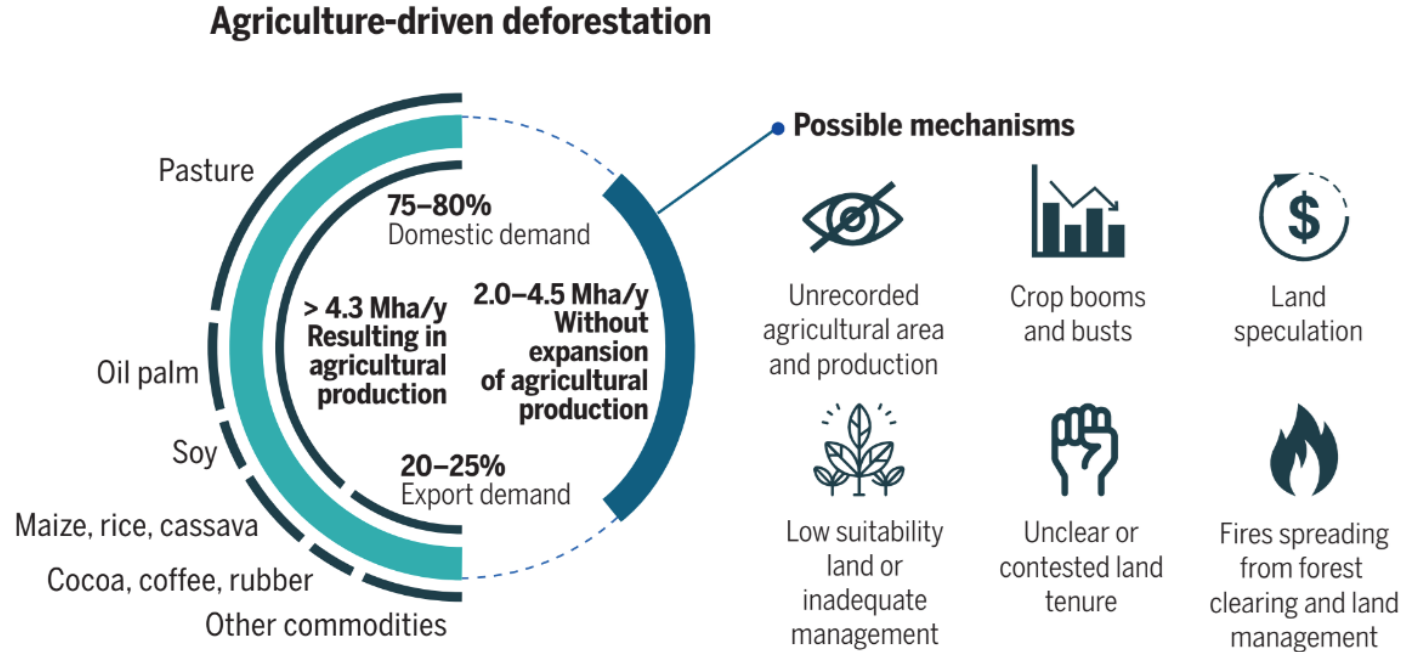 Agriculture-driven deforestation
Pasture
Oil palm
Soy
Maize, rice, cassava
Cocoa, coffee, rubber
Other commodities
75–80%
Domestic demand
> 4.3 Mha/y
Resulting in
agricultural
production
2.0–4.5 Mha/y
Without
expansion
of agricultural
production
20–25%
Export demand
Possible mechanisms
Unrecorded
agricultural area
and production
Crop booms
and busts
$
Land
speculation
Low suitability
land or
inadequate
management
Unclear or
contested land
tenure
Fires spreading
from forest
clearing and land
management